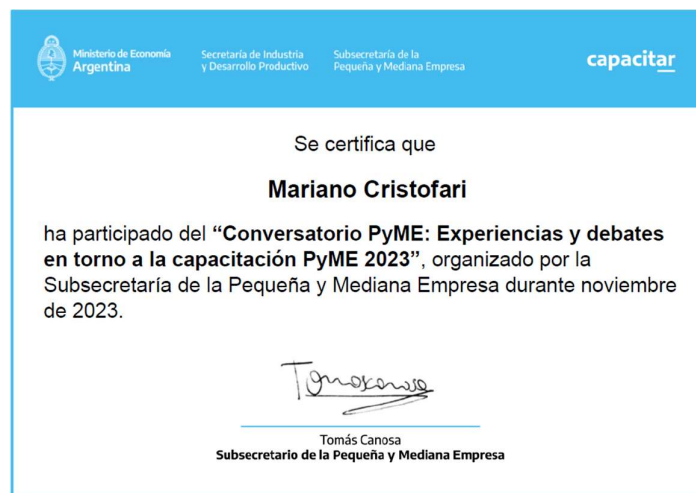 Ministerio de Economía
Argentina
Secretaría de Industria
y Desarrollo Productivo
Subsecretaría de la
Pequeña y Mediana Empresa
capacitar
Se certifica que
Mariano Cristofari
ha participado del “Conversatorio PyME: Experiencias y debates
en torno a la capacitación PyME 2023”, organizado por la
Subsecretaría de la Pequeña y Mediana Empresa durante noviembre
de 2023.
Tomás Canosa
Subsecretario de la Pequeña y Mediana Empresa